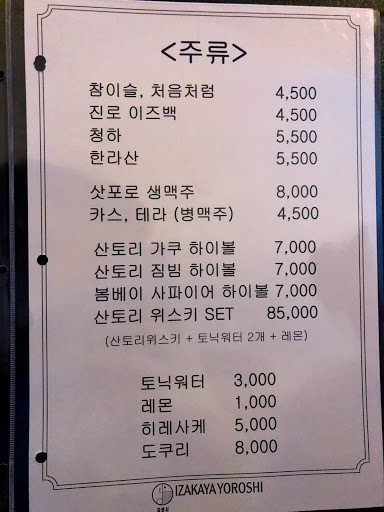 <주류>
참이슬, 처음처럼 4,500
진로 이즈백 4,500
청하 5,500
한라산 5,500
삿포로 생맥주 8,000
카스, 테라 (병맥주) 4,500
산토리 가쿠 하이볼 7,000
산토리 짐빔 하이볼 7,000
봄베이 사파이어 하이볼 7,000
산토리 위스키 SET 85,000
(산토리위스키 + 토닉워터 2개 + 레몬)
토닉워터 3,000
레몬 1,000
히레사케 5,000
도쿠리 8,000
IZAKAYA YOROSHI